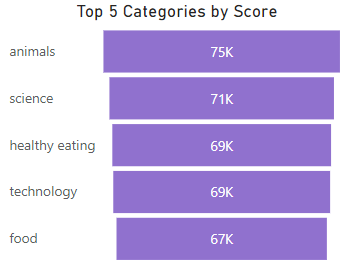 Top 5 Categories by Score
animals 75K
science 71K
healthy eating 69K
technology 69K
food 67K